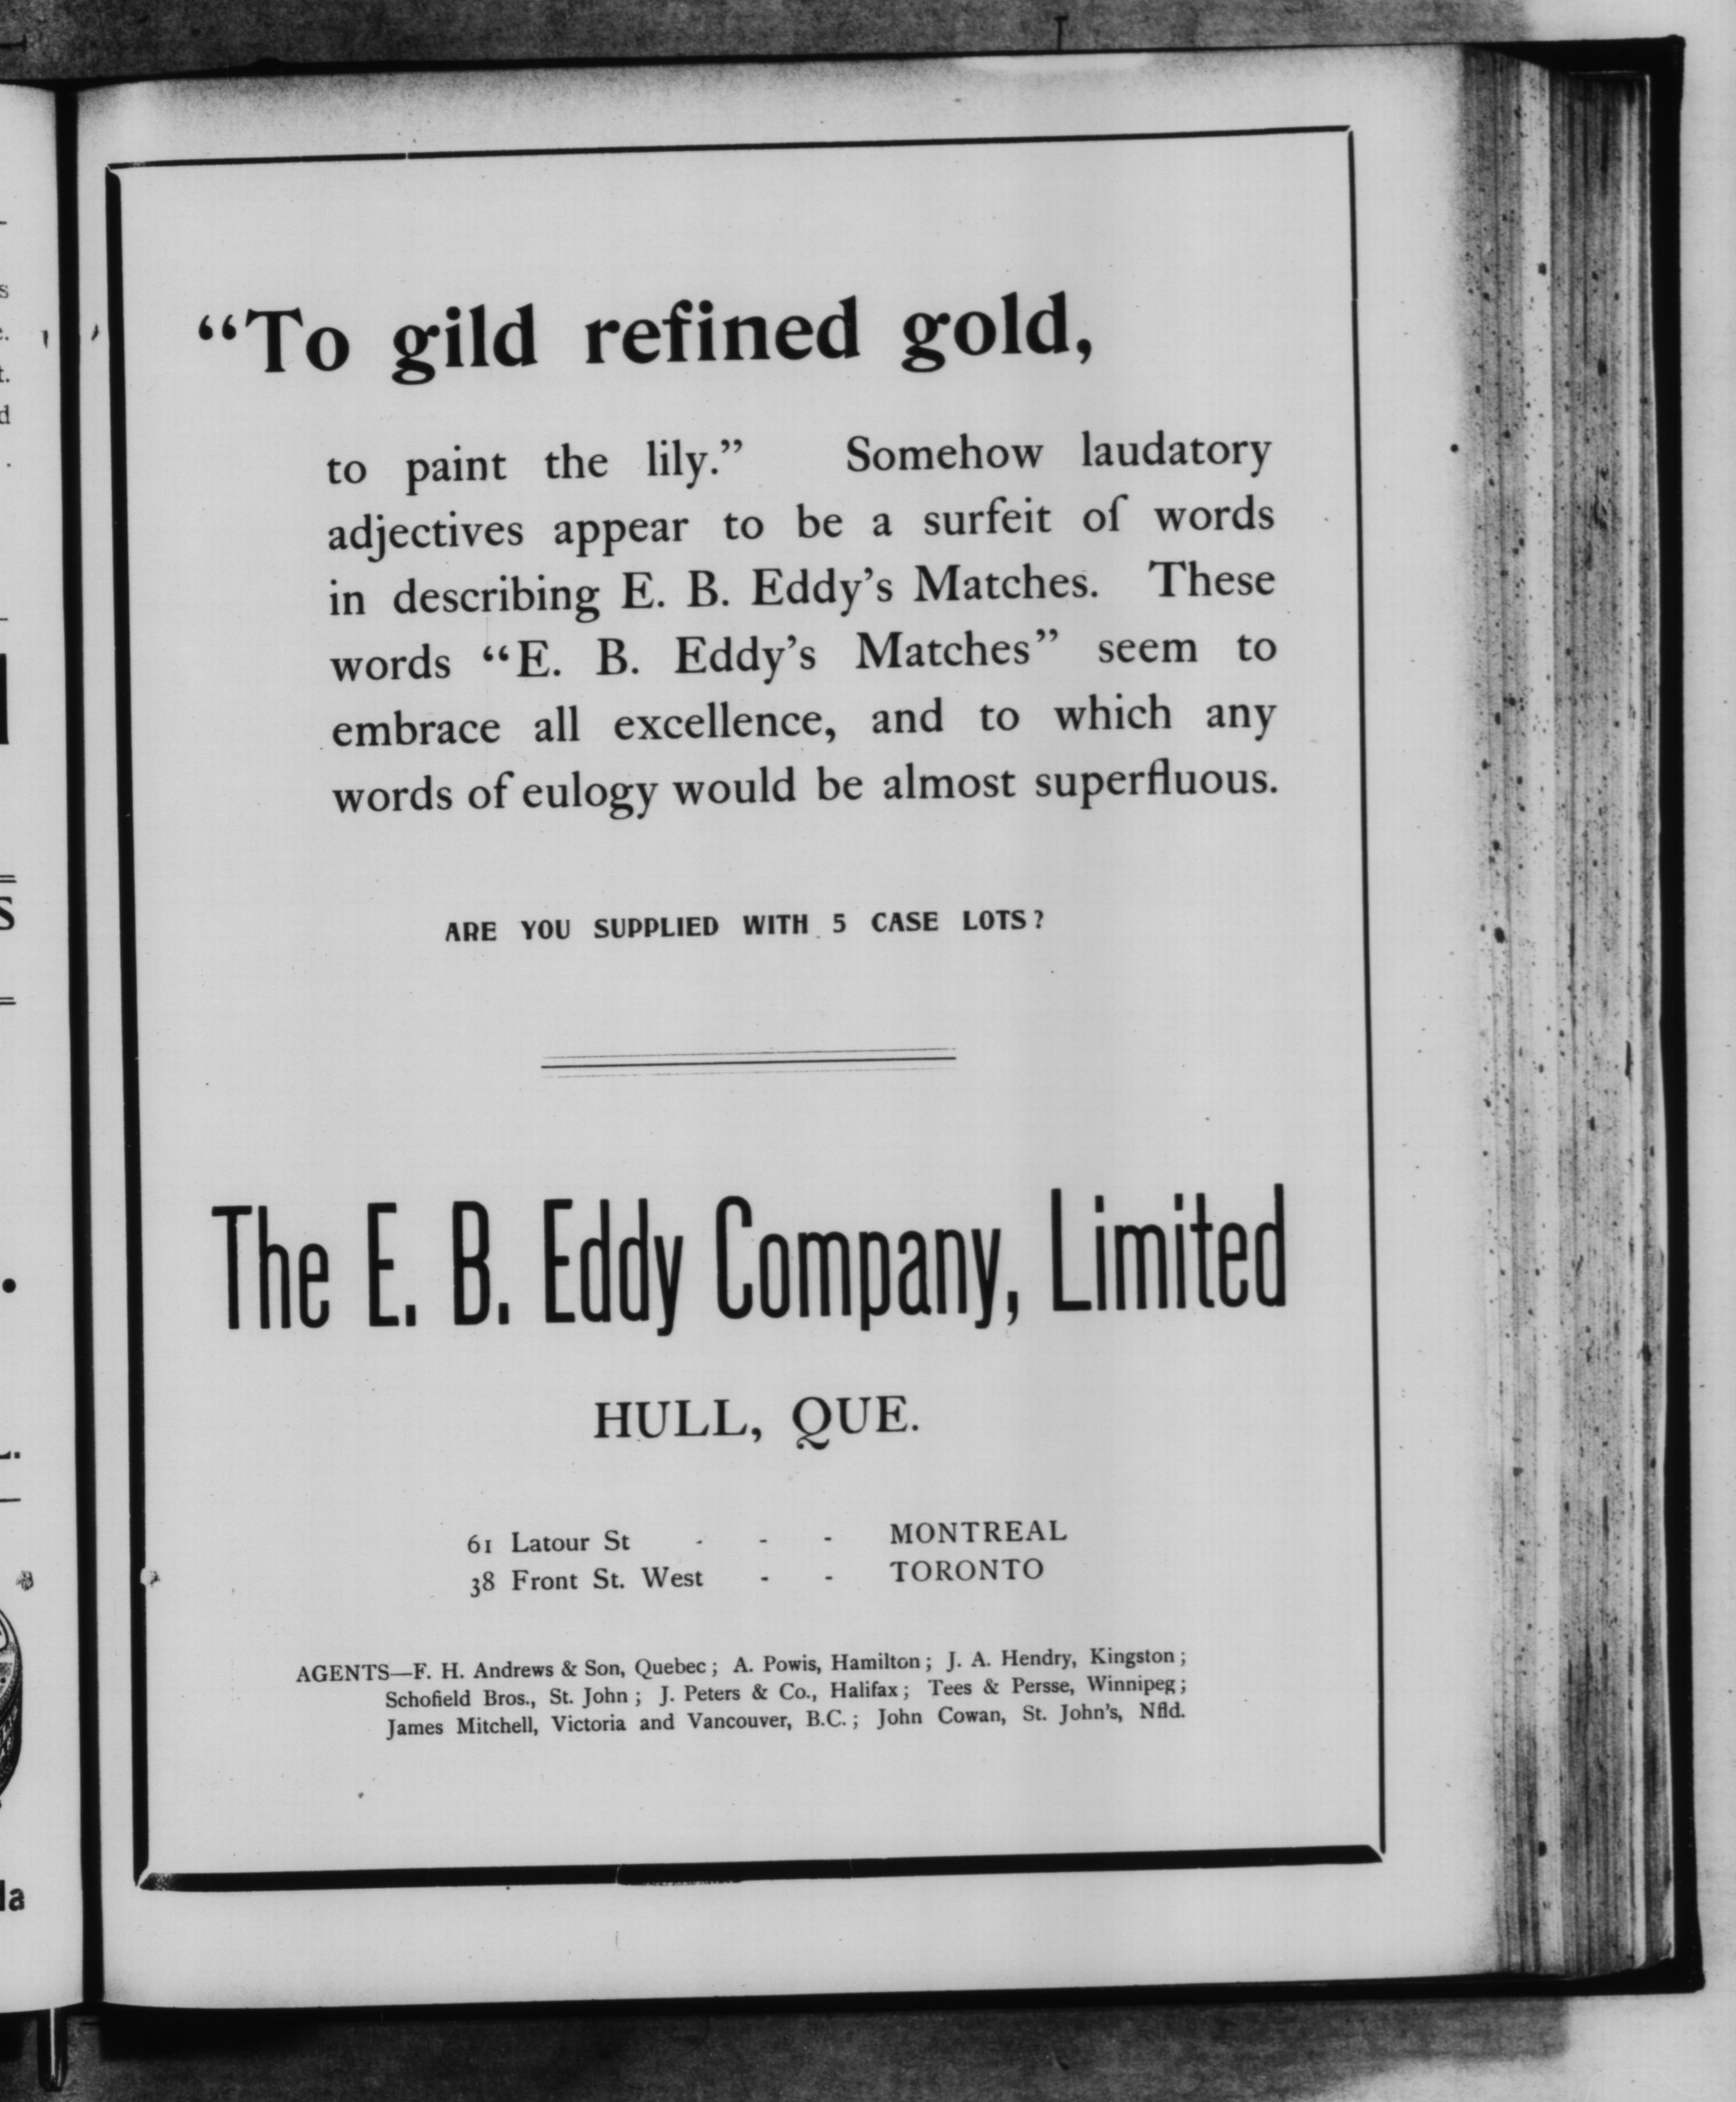 “To gild refined gold,
to paint the lily.” Somehow laudatory
adjectives appear to be a surfeit of words
in describing E. B. Eddy’s Matches. These
words “E. B. Eddy’s Matches” seem to
embrace all excellence, and to which any
words of eulogy would be almost superfluous.
ARE YOU SUPPLIED WITH 5 CASE LOTS?
The E. B. Eddy Company, Limited
HULL, QUE.
61 Latour St - - - MONTREAL
38 Front St. West - - TORONTO
AGENTS—F. H. Andrews & Son, Quebec; A. Powis, Hamilton; J. A. Hendry, Kingston;
Schofield Bros., St. John; J. Peters & Co., Halifax; Tees & Persse, Winnipeg;
James Mitchell, Victoria and Vancouver, B.C.; John Cowan, St. John’s, Nfld.